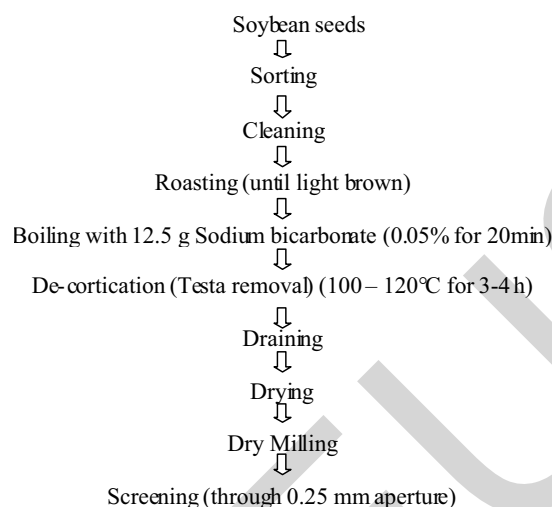 Soybean seeds
Sorting
Cleaning
Roasting (until light brown)
Boiling with 12.5 g Sodium bicarbonate (0.05% for 20min)
De-cortication (Testa removal) (100 – 120°C for 3-4 h)
Draining
Drying
Dry Milling
Screening (through 0.25 mm aperture)